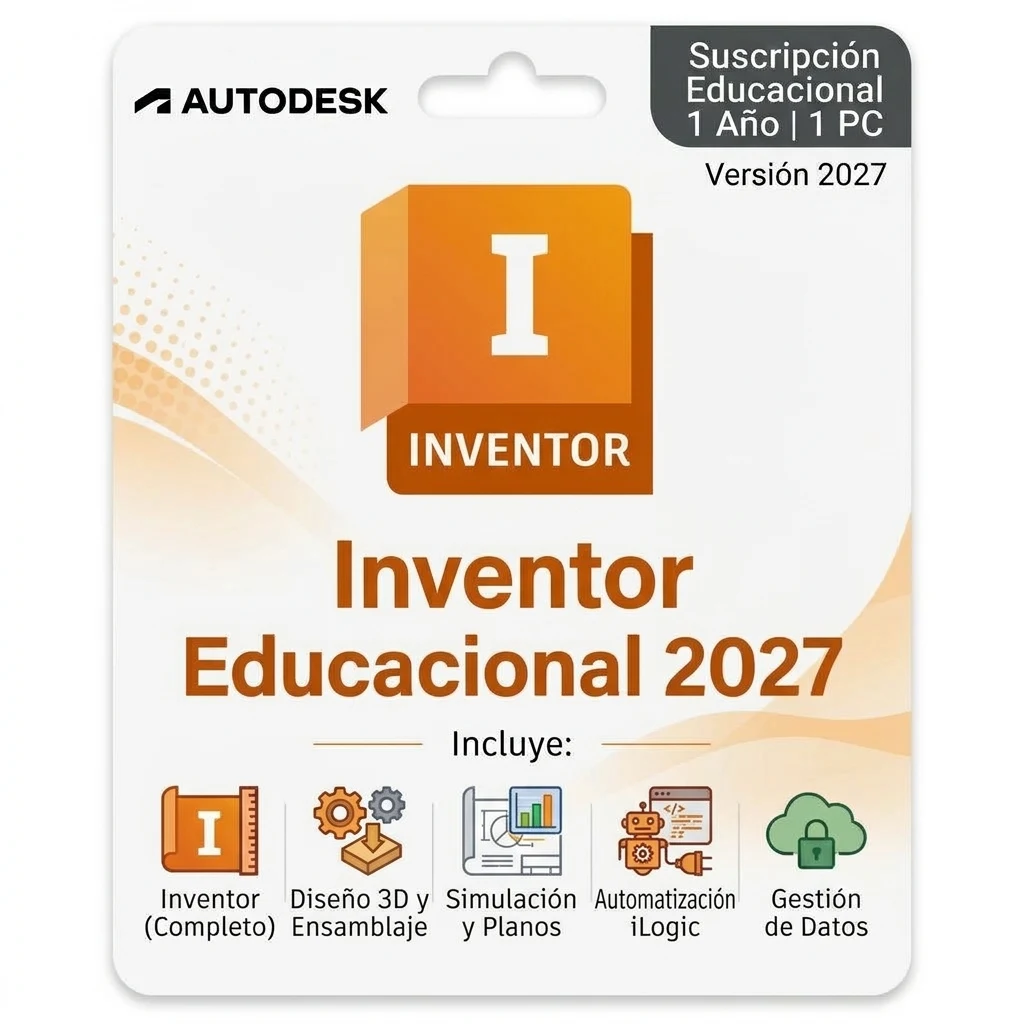 AUTODESK
Suscripción
Educacional
1 Año | 1 PC
Versión 2027
I
INVENTOR
Inventor
Educacional 2027
Incluye:
I
</>
Inventor
(Completo)
Diseño 3D y
Ensamblaje
Simulación
y Planos
Automatización
iLogic
Gestión
de Datos